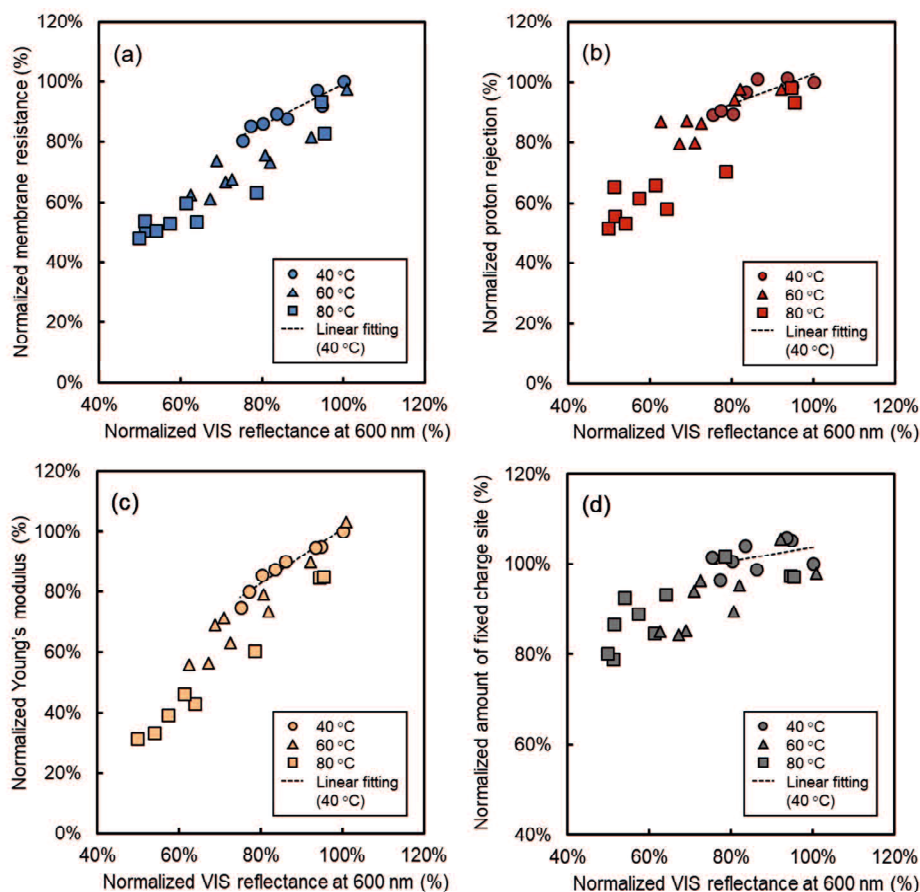 (a)
Normalized membrane resistance (%)
120%
100%
80%
60%
40%
20%
0%
40 °C
60 °C
80 °C
Linear fitting
(40 °C)
40% 60% 80% 100% 120%
Normalized VIS reflectance at 600 nm (%)
(b)
Normalized proton rejection (%)
120%
100%
80%
60%
40%
20%
0%
40 °C
60 °C
80 °C
Linear fitting
(40 °C)
40% 60% 80% 100% 120%
Normalized VIS reflectance at 600 nm (%)
(c)
Normalized Young's modulus (%)
120%
100%
80%
60%
40%
20%
0%
40 °C
60 °C
80 °C
Linear fitting
(40 °C)
40% 60% 80% 100% 120%
Normalized VIS reflectance at 600 nm (%)
(d)
Normalized amount of fixed charge site (%)
120%
100%
80%
60%
40%
40 °C
60 °C
80 °C
Linear fitting
(40 °C)
40% 60% 80% 100% 120%
Normalized VIS reflectance at 600 nm (%)